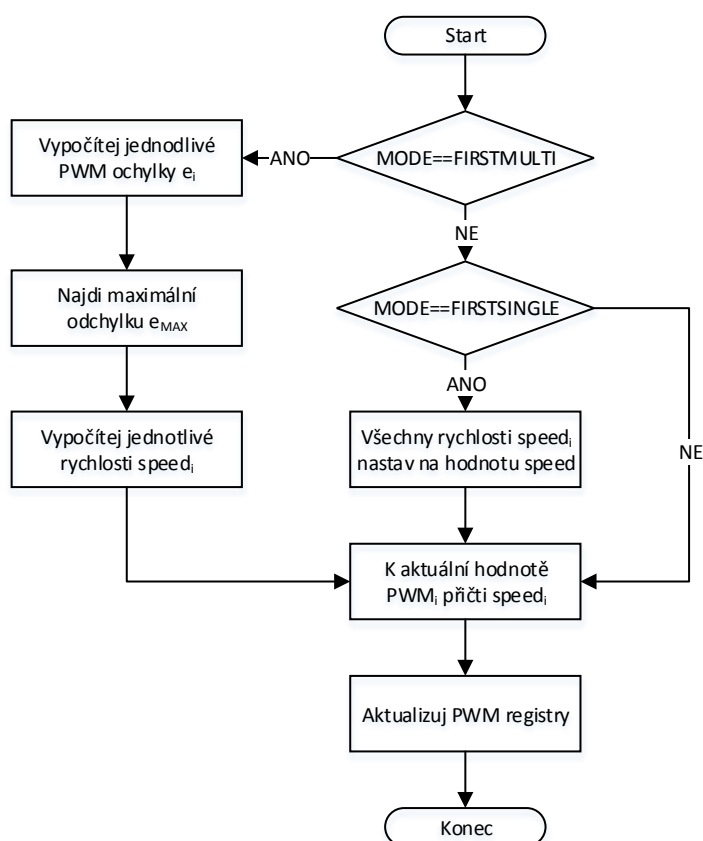 Start
MODE==FIRSTMULTI
ANO
Vypočítej jednodlivé
PWM ochylky eᵢ
NE
Najdi maximální
odchylku eMAX
MODE==FIRSTSINGLE
ANO
NE
Vypočítej jednotlivé
rychlosti speedᵢ
Všechny rychlosti speedᵢ
nastav na hodnotu speed
K aktuální hodnotě
PWMᵢ přičti speedᵢ
Aktualizuj PWM registry
Konec